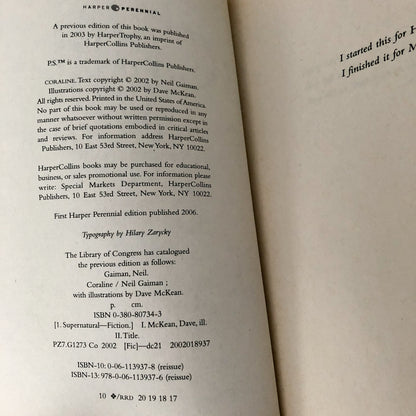 HARPER PERENNIAL
A previous edition of this book was published
in 2003 by HarperTrophy, an imprint of
HarperCollins Publishers.
P.S.™ is a trademark of HarperCollins Publishers.
CORALINE. Text copyright © 2002 by Neil Gaiman.
Illustrations copyright © 2002 by Dave McKean.
All rights reserved. Printed in the United States of America.
No part of this book may be used or reproduced in any
manner whatsoever without written permission except in
the case of brief quotations embodied in critical articles
and reviews. For information address HarperCollins
Publishers, 10 East 53rd Street, New York, NY 10022.
HarperCollins books may be purchased for educational,
business, or sales promotional use. For information please
write: Special Markets Department, HarperCollins
Publishers, 10 East 53rd Street, New York, NY 10022.
First Harper Perennial edition published 2006.
Typography by Hilary Zarycky
The Library of Congress has catalogued
the previous edition as follows:
Gaiman, Neil.
Coraline / Neil Gaiman ;
with illustrations by Dave McKean.
p. cm.
ISBN 0-380-80734-3
[1. Supernatural—Fiction.] I. McKean, Dave, ill.
II. Title.
PZ7.G1273 Co 2002 [Fic]—dc21 2002018937
ISBN-10: 0-06-113937-8 (reissue)
ISBN-13: 978-0-06-113937-6 (reissue)
10 ❖/RRD 20 19 18 17
I started this for H
I finished it for M